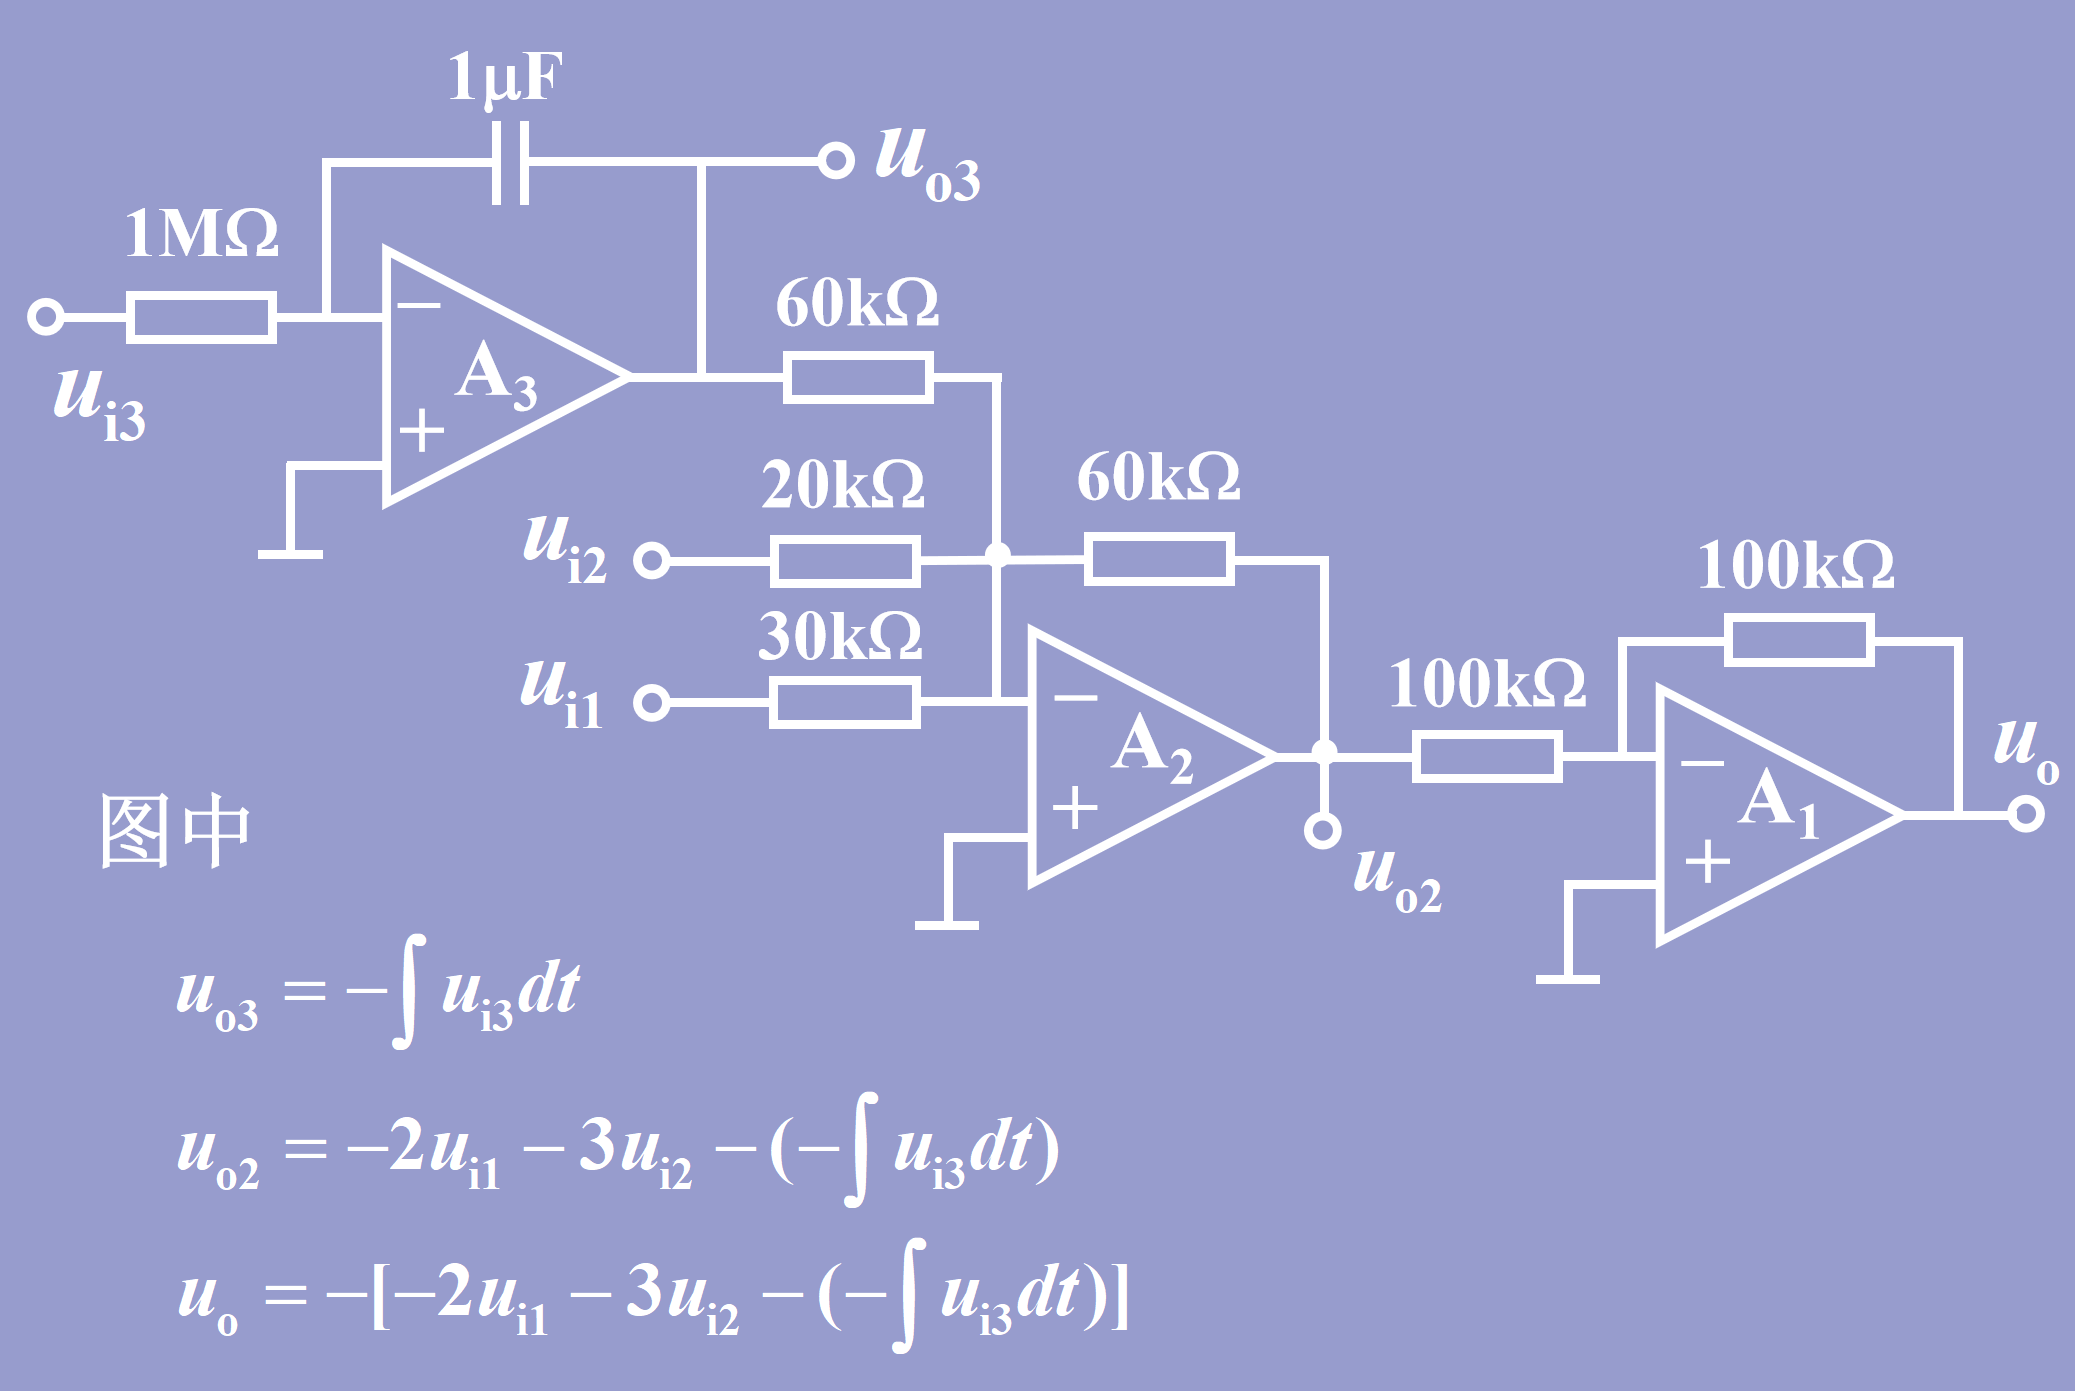 1μF
u_o3
1MΩ
u_i3
−
A_3
+
60kΩ
20kΩ
u_i2
60kΩ
30kΩ
u_i1
−
A_2
+
u_o2
100kΩ
100kΩ
−
A_1
+
u_o
图中
u_o3 = −∫ u_i3 dt
u_o2 = −2u_i1 − 3u_i2 − (−∫ u_i3 dt)
u_o = −[−2u_i1 − 3u_i2 − (−∫ u_i3 dt)]